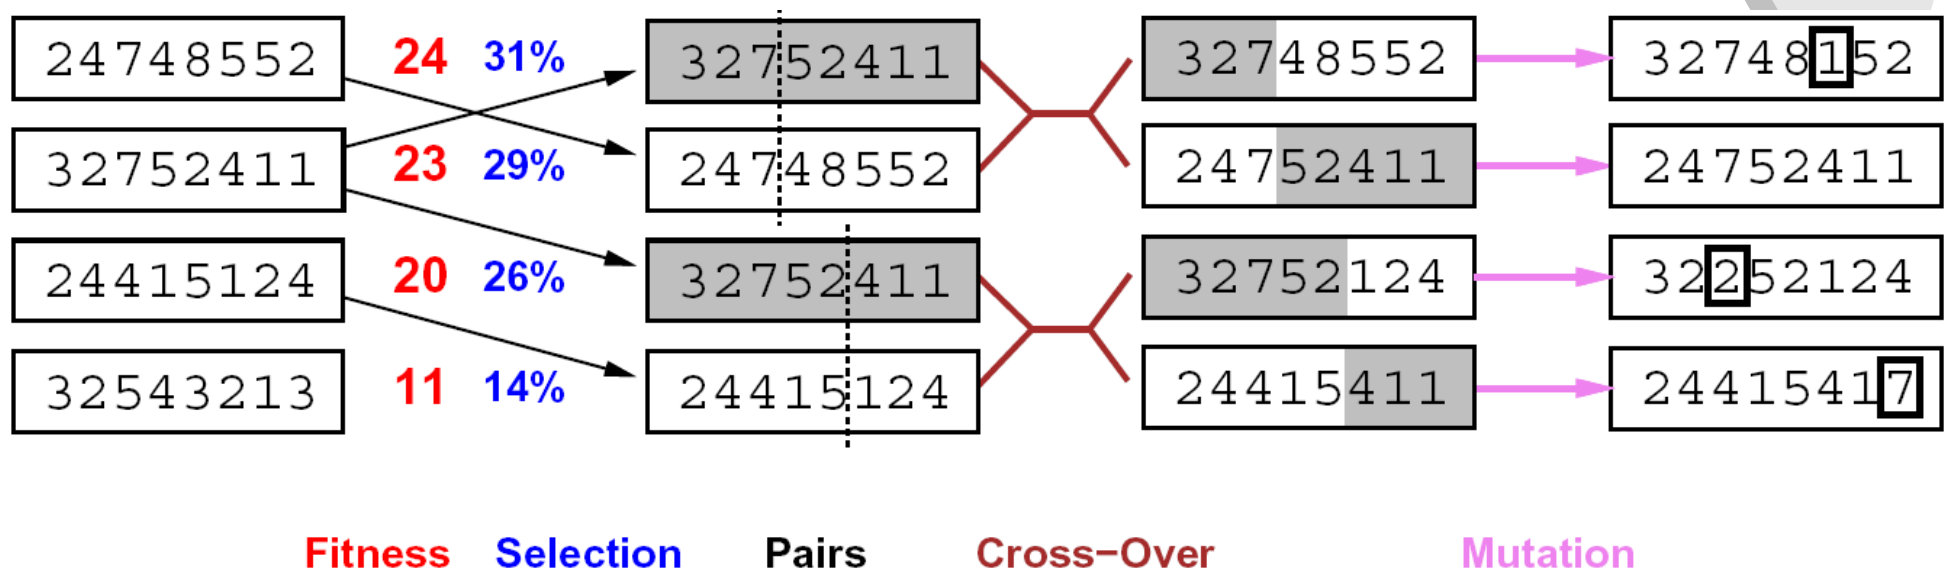 24748552 24 31% 32752411 32748552 32748152
32752411 23 29% 24748552 24752411 24752411
24415124 20 26% 32752411 32752124 32252124
32543213 11 14% 24415124 24415411 24415417
Fitness Selection Pairs Cross−Over Mutation